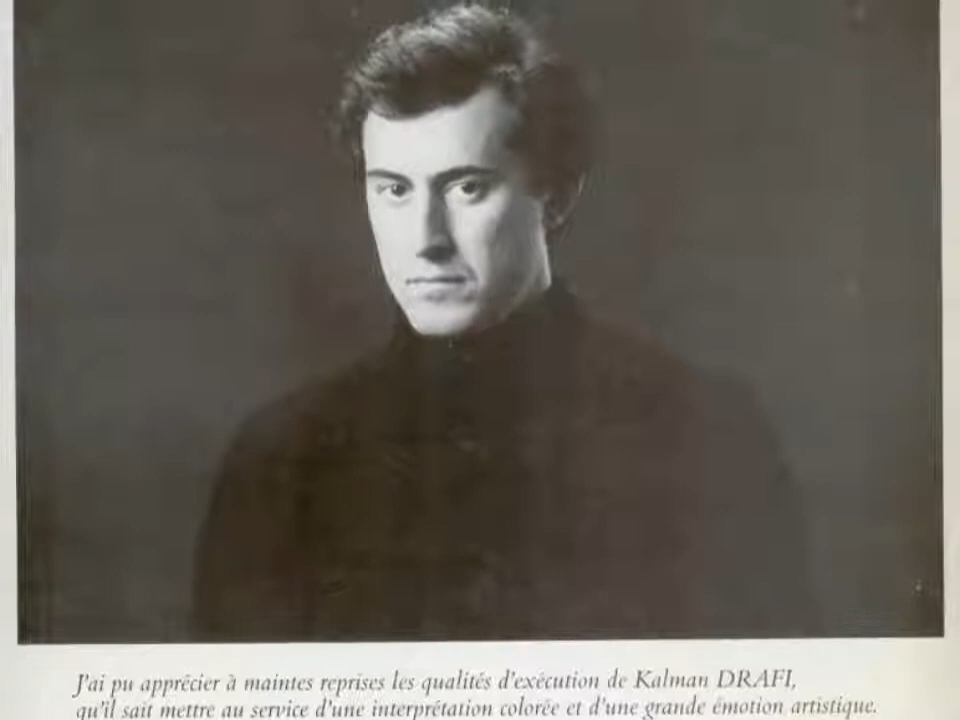 J'ai pu apprécier à maintes reprises les qualités d'exécution de Kalman DRAFI,
qu'il sait mettre au service d'une interprétation colorée et d'une grande émotion artistique.